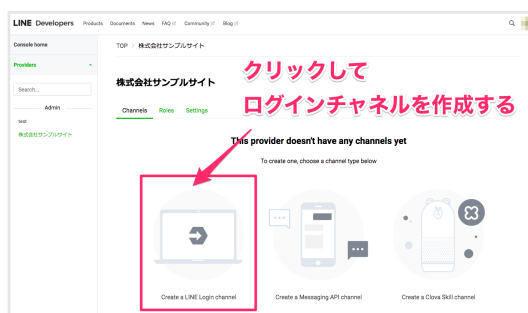 LINE Developers Products Documents News FAQ Community Blog
Console home
TOP 株式会社サンプルサイト
Providers
クリックして
株式会社サンプルサイト
ログインチャネルを作成する
Search...
Channels Roles Settings
Admin
test
株式会社サンプルサイト
This provider doesn't have any channels yet
To create one, choose a channel type below
Create a LINE Login channel Create a Messaging API channel Create a Clova Skill channel